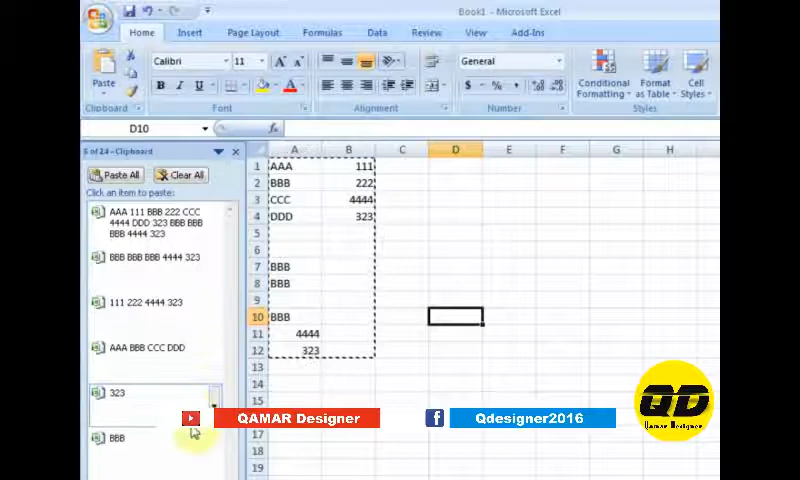 Book1 - Microsoft Excel
Home Insert Page Layout Formulas Data Review View Add-Ins
Calibri 11 General
Paste B I U A $ % , Conditional Formatting Format as Table Cell Styles
Clipboard Font Alignment Number Styles
D10 fx
6 of 24 - Clipboard
Paste All Clear All
Click an item to paste:
AAA 111 BBB 222 CCC
4444 DDD 323 BBB BBB
BBB 4444 323
BBB BBB BBB 4444 323
111 222 4444 323
AAA BBB CCC DDD
323
BBB
A B C D E F G H
1 AAA 111
2 BBB 222
3 CCC 4444
4 DDD 323
5
6
7 BBB
8 BBB
9
10 BBB
11 4444
12 323
13
14
15
17
18
19
QAMAR Designer
Qdesigner2016
QD
Qamar Designer